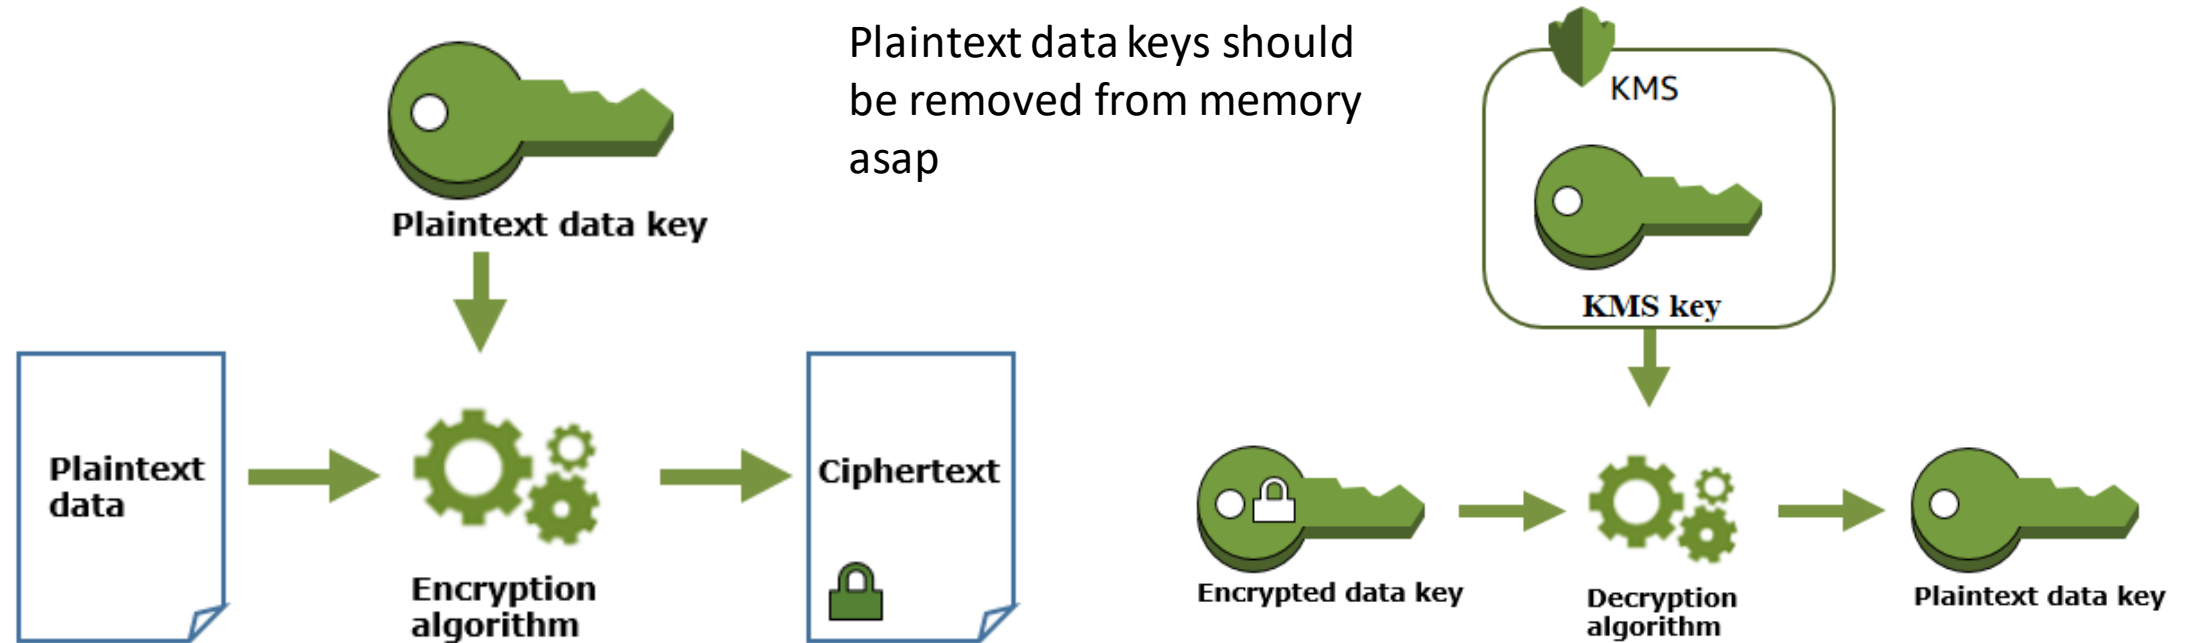 Plaintext data keys should
be removed from memory
asap
Plaintext data key
Plaintext
data
Encryption
algorithm
Ciphertext
KMS
KMS key
Encrypted data key
Decryption
algorithm
Plaintext data key